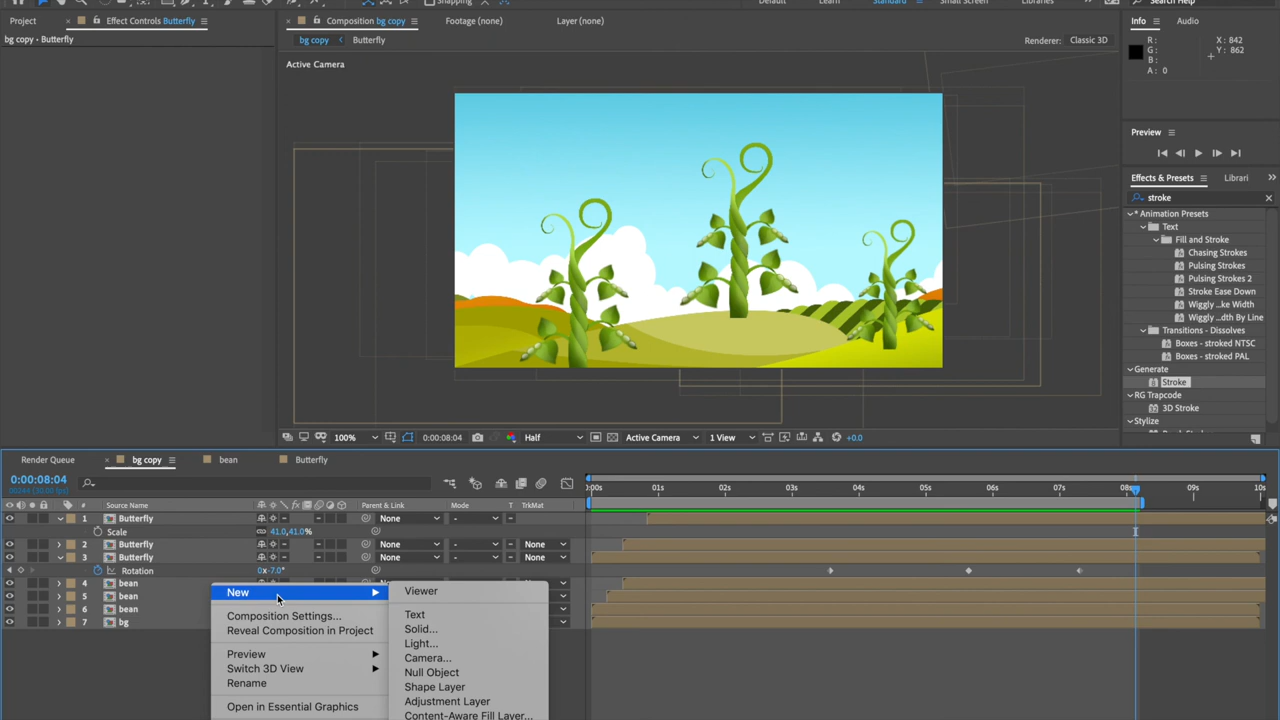 Snapping
Default
Learn
Standard
Small Screen
Libraries
Search Help
Project
Effect Controls Butterfly
Composition bg copy
Footage (none)
Layer (none)
Info
Audio
bg copy • Butterfly
bg copy
Butterfly
Renderer: Classic 3D
R:
G:
B:
A: 0
X: 842
Y: 862
Active Camera
Preview
Effects & Presets
Librari
stroke
* Animation Presets
Text
Fill and Stroke
Chasing Strokes
Pulsing Strokes
Pulsing Strokes 2
Stroke Ease Down
Wiggly ...ke Width
Wiggly ...dth By Line
Transitions - Dissolves
Boxes - stroked NTSC
Boxes - stroked PAL
Generate
Stroke
RG Trapcode
3D Stroke
Stylize
100%
0:00:08:04
Half
Active Camera
1 View
+0.0
Render Queue
bg copy
bean
Butterfly
0:00:08:04
:00s
01s
02s
03s
04s
05s
06s
07s
08s
09s
10s
# Source Name
Parent & Link
Mode
T TrkMat
1 Butterfly
None
-
Scale
41.0,41.0%
2 Butterfly
None
-
None
3 Butterfly
None
-
None
Rotation
0x-7.0°
4 bean
5 bean
6 bean
7 bg
New
Composition Settings...
Reveal Composition in Project
Preview
Switch 3D View
Rename
Open in Essential Graphics
Viewer
Text
Solid...
Light...
Camera...
Null Object
Shape Layer
Adjustment Layer
Content-Aware Fill Layer...